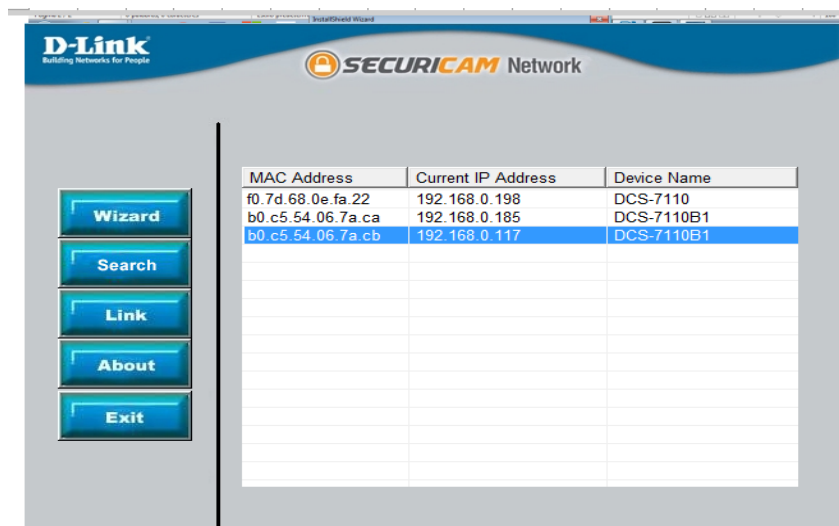 InstallShield Wizard
D-Link
Building Networks for People
SECURICAM Network
MAC Address Current IP Address Device Name
f0.7d.68.0e.fa.22 192.168.0.198 DCS-7110
b0.c5.54.06.7a.ca 192.168.0.185 DCS-7110B1
b0.c5.54.06.7a.cb 192.168.0.117 DCS-7110B1
Wizard
Search
Link
About
Exit